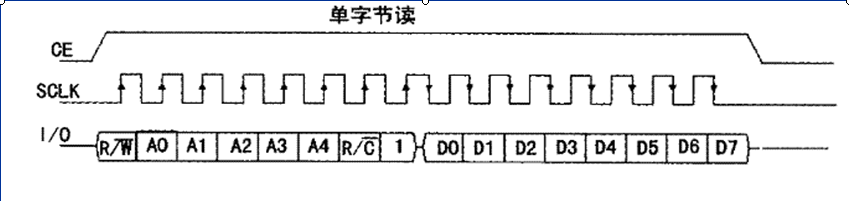 单字节读
CE
SCLK
I/O
R/W̅ A0 A1 A2 A3 A4 R/C̅ 1 D0 D1 D2 D3 D4 D5 D6 D7